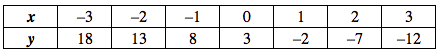 x –3 –2 –1 0 1 2 3
y 18 13 8 3 –2 –7 –12